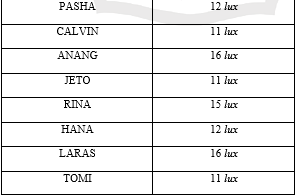 PASHA 12 lux
CALVIN 11 lux
ANANG 16 lux
JETO 11 lux
RINA 15 lux
HANA 12 lux
LARAS 16 lux
TOMI 11 lux